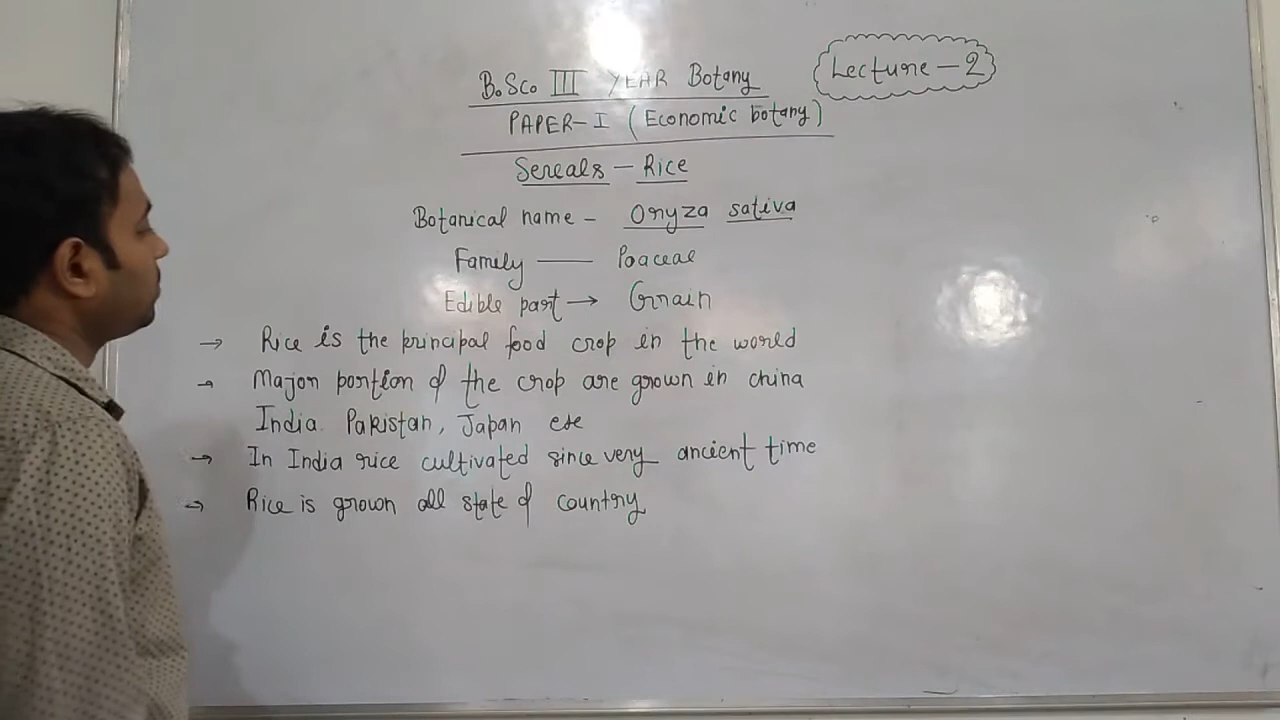 B.Sc. III YEAR Botany
Lecture - 2
PAPER-I (Economic botany)
Sereals - Rice
Botanical name - Oryza sativa
Family — Poaceae
Edible part → Grain
→ Rice is the principal food crop in the world
→ Major portion of the crop are grown in china
India. Pakistan, Japan
→ In India rice cultivated since very ancient time
→ Rice is grown all state of country